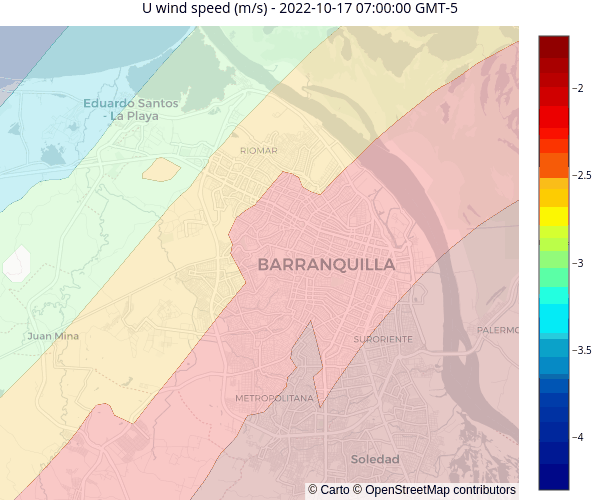 U wind speed (m/s) - 2022-10-17 07:00:00 GMT-5
Eduardo Santos
- La Playa
RIOMAR
BARRANQUILLA
Juan Mina
SURORIENTE
PALERMO
METROPOLITANA
Soledad
−2
−2.5
−3
−3.5
−4
© Carto © OpenStreetMap contributors